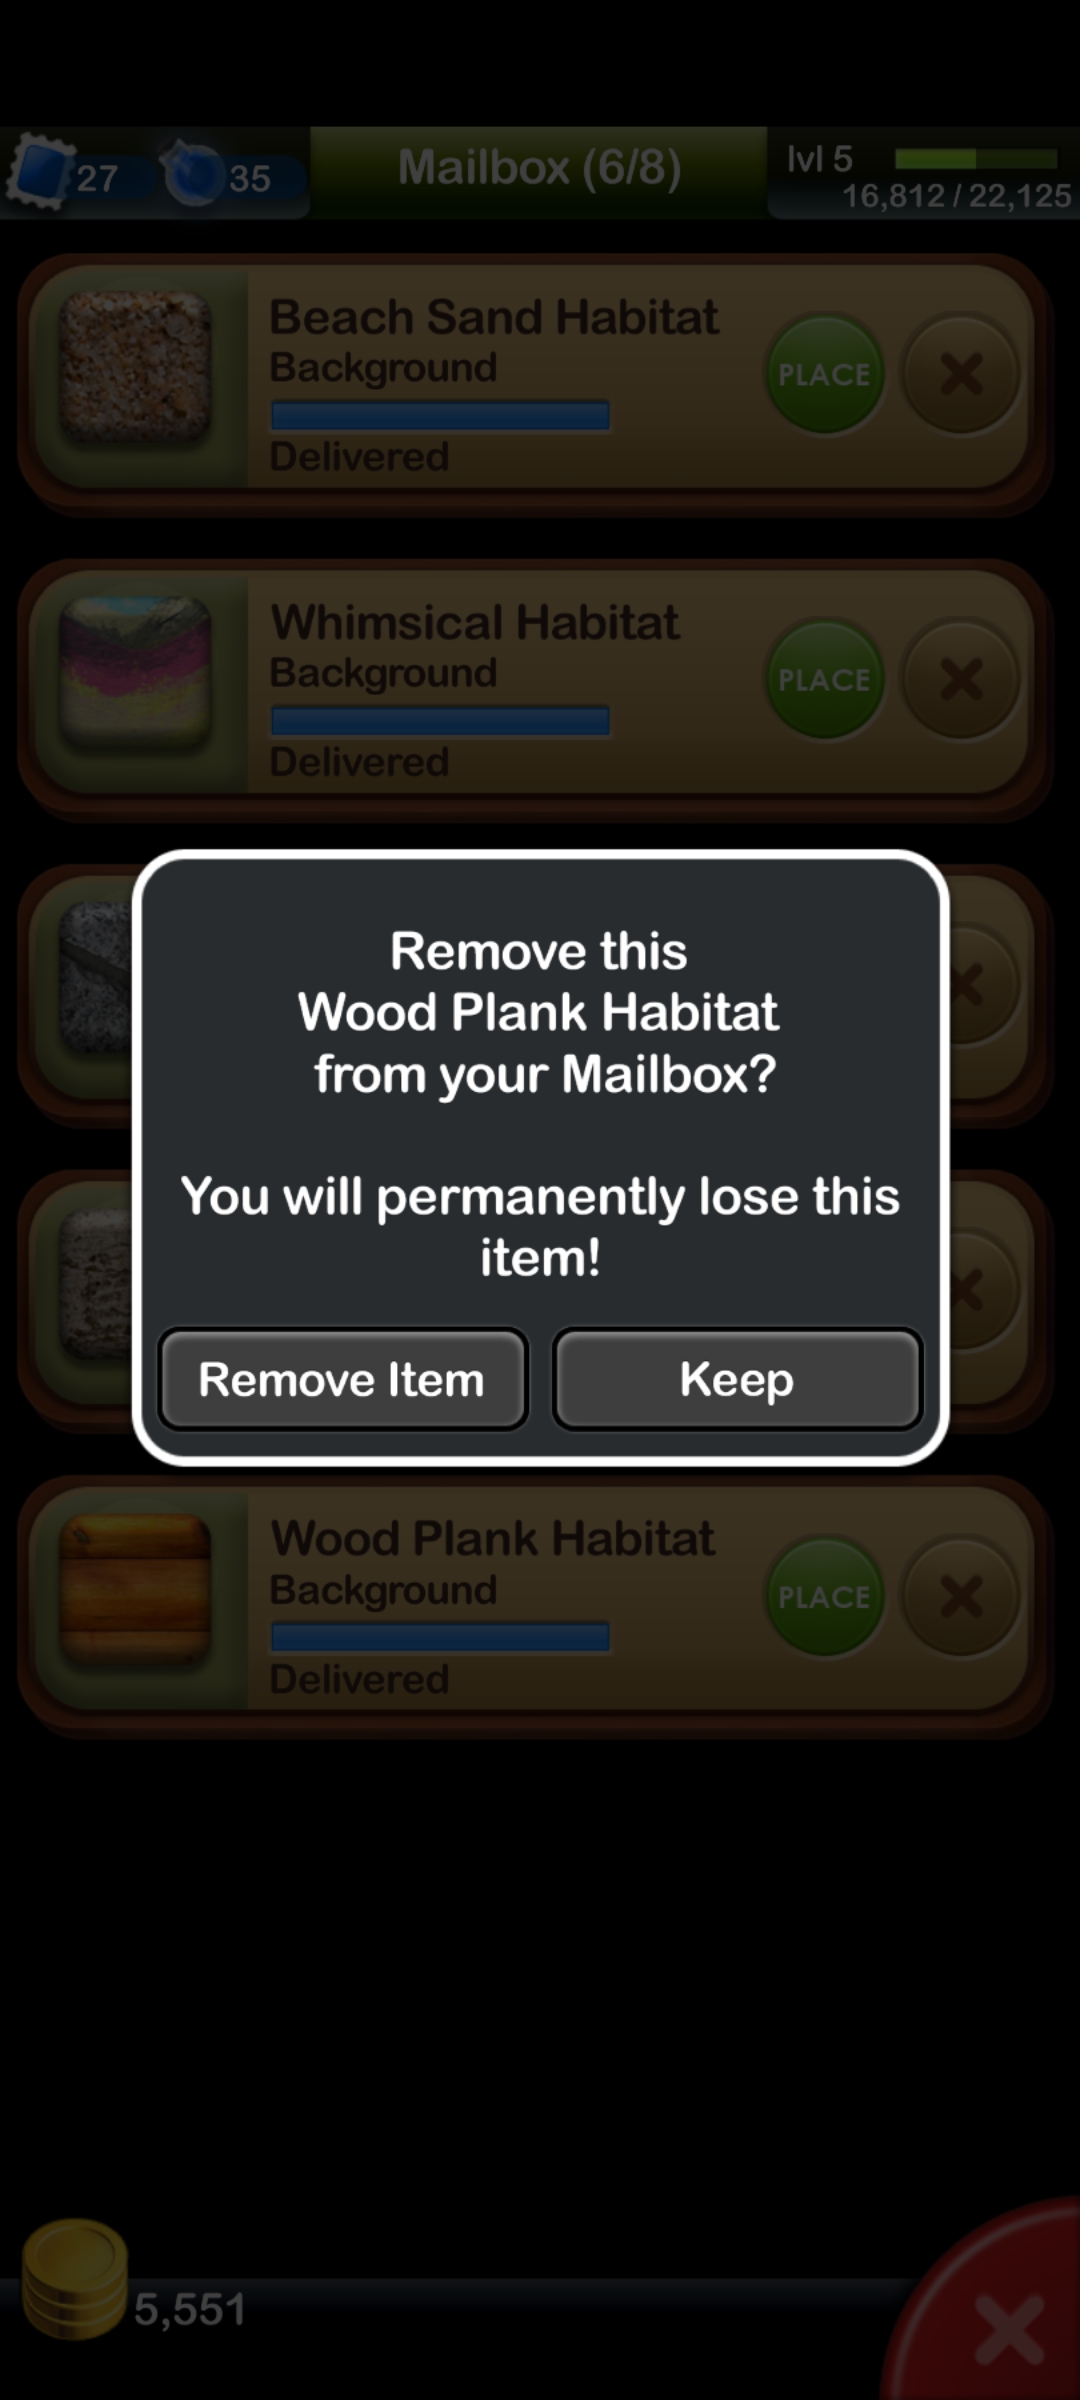 27
35
Mailbox (6/8)
lvl 5
16,812 / 22,125
Beach Sand Habitat
Background
Delivered
PLACE
Whimsical Habitat
Background
Delivered
PLACE
Remove this
Wood Plank Habitat
from your Mailbox?
You will permanently lose this
item!
Remove Item
Keep
Wood Plank Habitat
Background
Delivered
PLACE
5,551